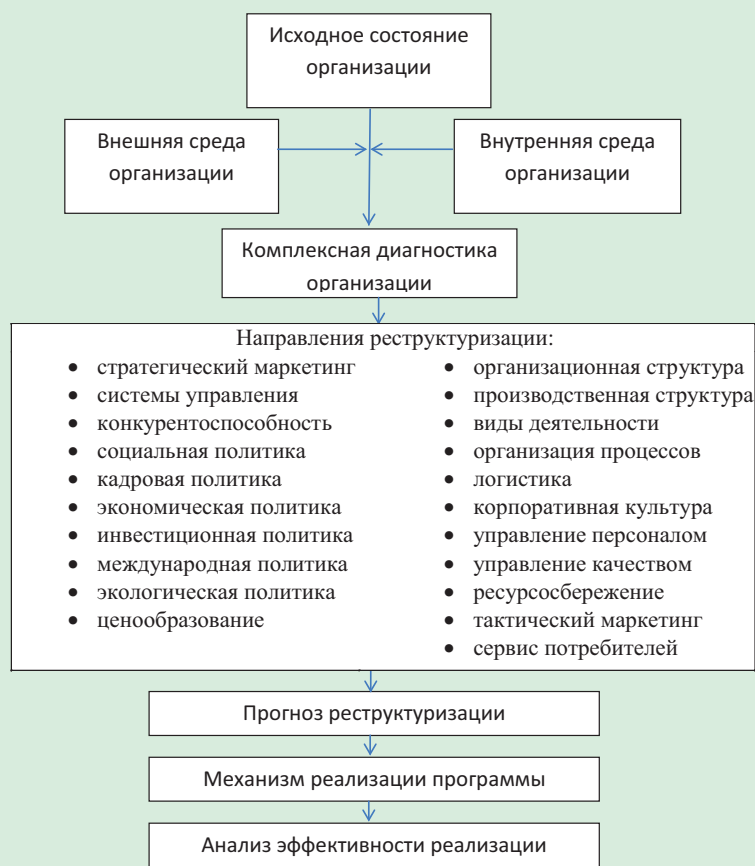 Исходное состояние
организации
Внешняя среда
организации
Внутренняя среда
организации
Комплексная диагностика
организации
Направления реструктуризации:
• стратегический маркетинг
• системы управления
• конкурентоспособность
• социальная политика
• кадровая политика
• экономическая политика
• инвестиционная политика
• международная политика
• экологическая политика
• ценообразование
• организационная структура
• производственная структура
• виды деятельности
• организация процессов
• логистика
• корпоративная культура
• управление персоналом
• управление качеством
• ресурсосбережение
• тактический маркетинг
• сервис потребителей
Прогноз реструктуризации
Механизм реализации программы
Анализ эффективности реализации